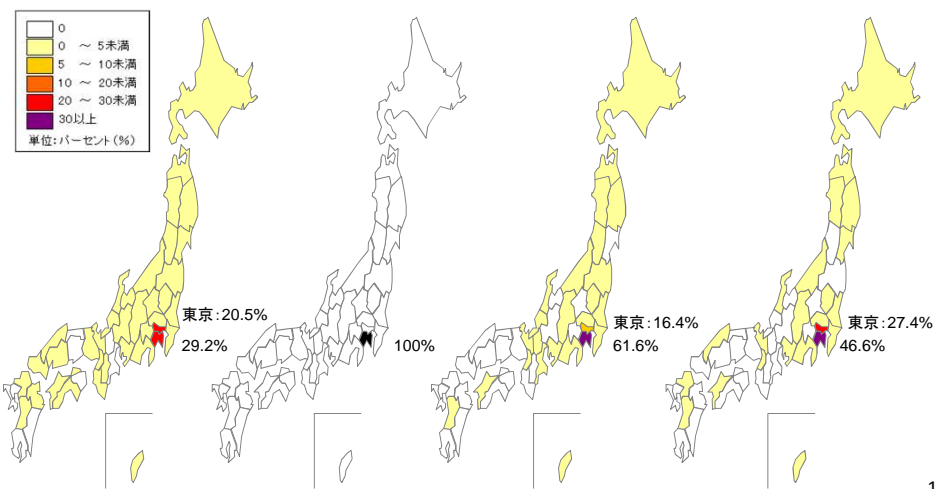 0
0 ~ 5未満
5 ~ 10未満
10 ~ 20未満
20 ~ 30未満
30以上
単位:パーセント(%)
東京:20.5%
29.2%
100%
東京:16.4%
61.6%
東京:27.4%
46.6%
1